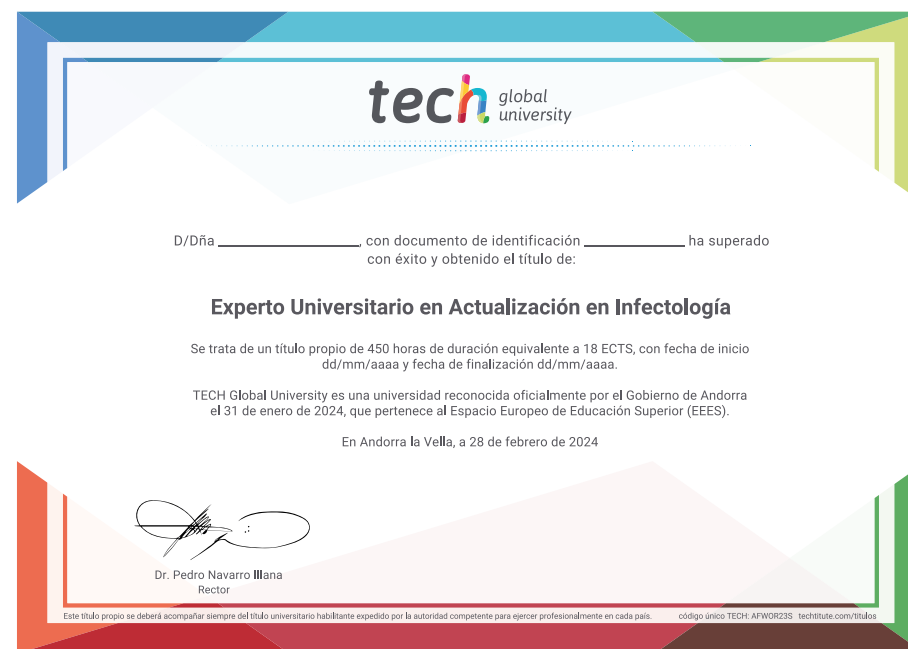 tech global university
D/Dña ______________, con documento de identificación __________ ha superado
con éxito y obtenido el título de:
Experto Universitario en Actualización en Infectología
Se trata de un título propio de 450 horas de duración equivalente a 18 ECTS, con fecha de inicio
dd/mm/aaaa y fecha de finalización dd/mm/aaaa.
TECH Global University es una universidad reconocida oficialmente por el Gobierno de Andorra
el 31 de enero de 2024, que pertenece al Espacio Europeo de Educación Superior (EEES).
En Andorra la Vella, a 28 de febrero de 2024
Dr. Pedro Navarro Illana
Rector
Este título propio se deberá acompañar siempre del título universitario habilitante expedido por la autoridad competente para ejercer profesionalmente en cada país. código único TECH: AFWOR23S techtitute.com/titulos